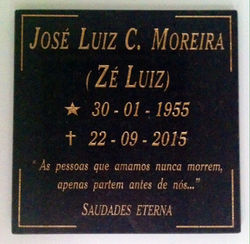 José Luiz C. Moreira
(Zé Luiz)
★ 30 - 01 - 1955
✝ 22 - 09 - 2015
" As pessoas que amamos nunca morrem,
apenas partem antes de nós..."
Saudades eterna